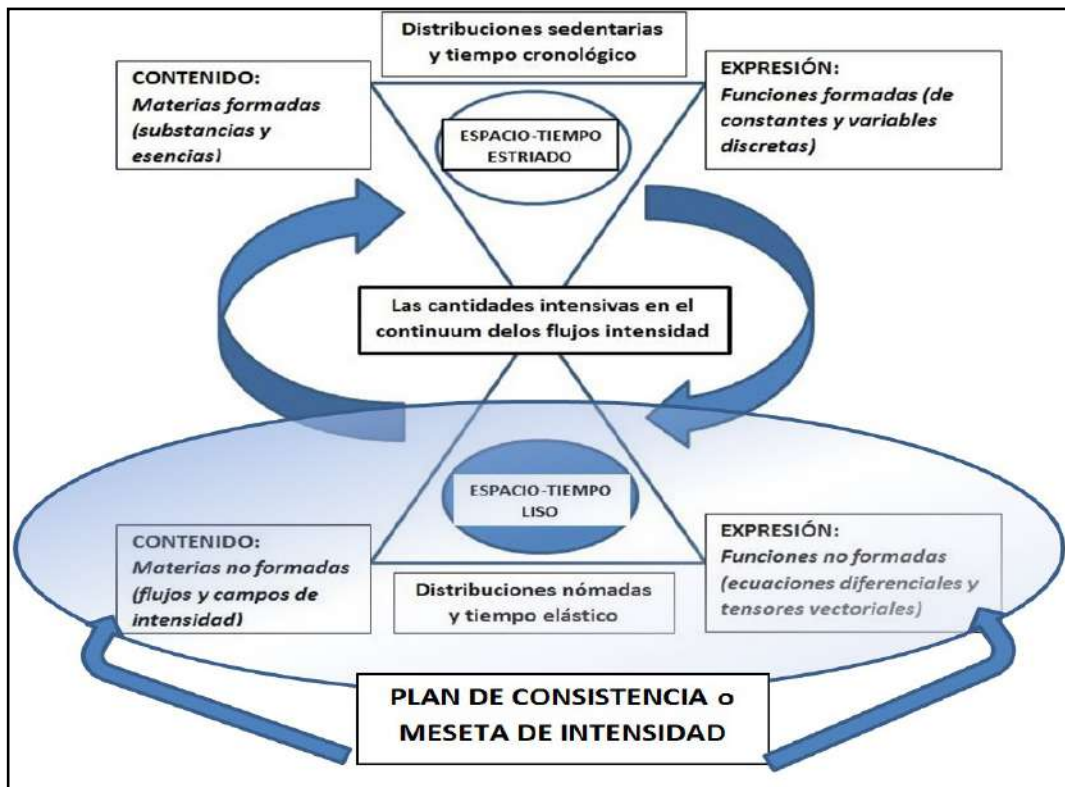 Distribuciones sedentarias
y tiempo cronológico
CONTENIDO:
Materias formadas
(substancias y
esencias)
EXPRESIÓN:
Funciones formadas (de
constantes y variables
discretas)
ESPACIO-TIEMPO
ESTRIADO
Las cantidades intensivas en el
continuum delos flujos intensidad
ESPACIO-TIEMPO
LISO
CONTENIDO:
Materias no formadas
(flujos y campos de
intensidad)
Distribuciones nómadas
y tiempo elástico
EXPRESIÓN:
Funciones no formadas
(ecuaciones diferenciales y
tensores vectoriales)
PLAN DE CONSISTENCIA o
MESETA DE INTENSIDAD